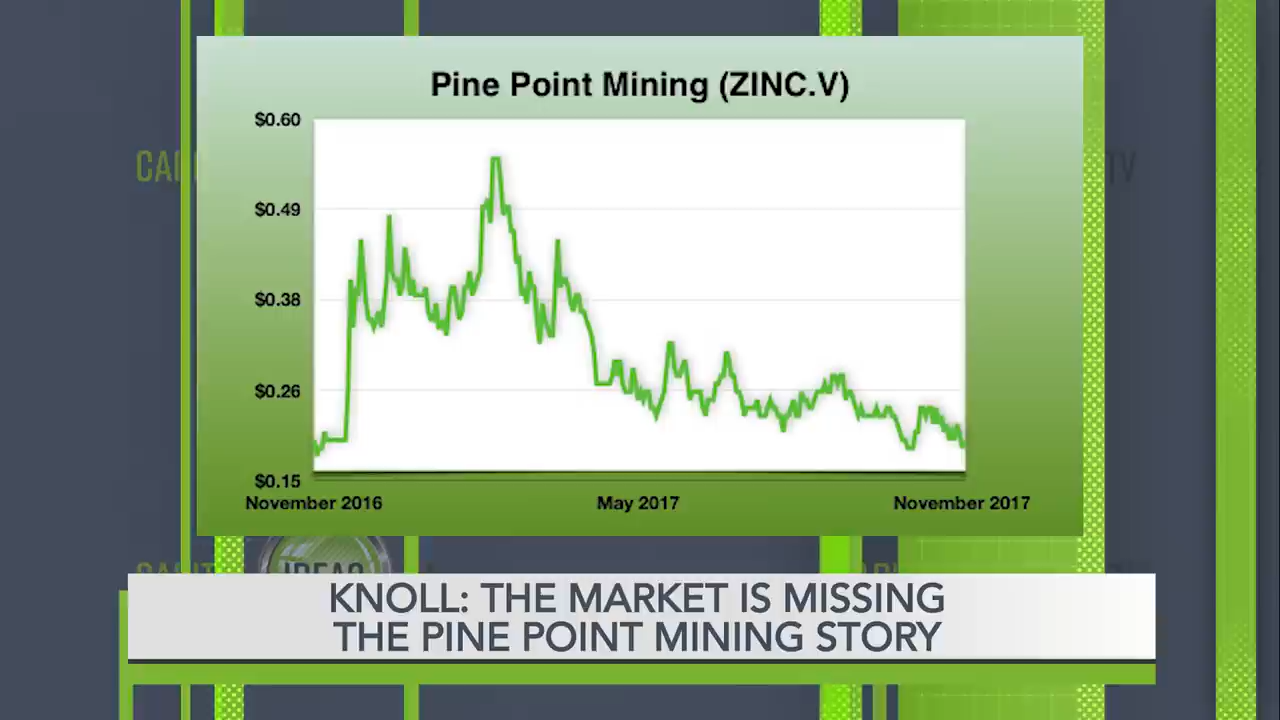 Pine Point Mining (ZINC.V)
$0.60
$0.49
$0.38
$0.26
$0.15
November 2016 May 2017 November 2017
TV
KNOLL: THE MARKET IS MISSING
THE PINE POINT MINING STORY